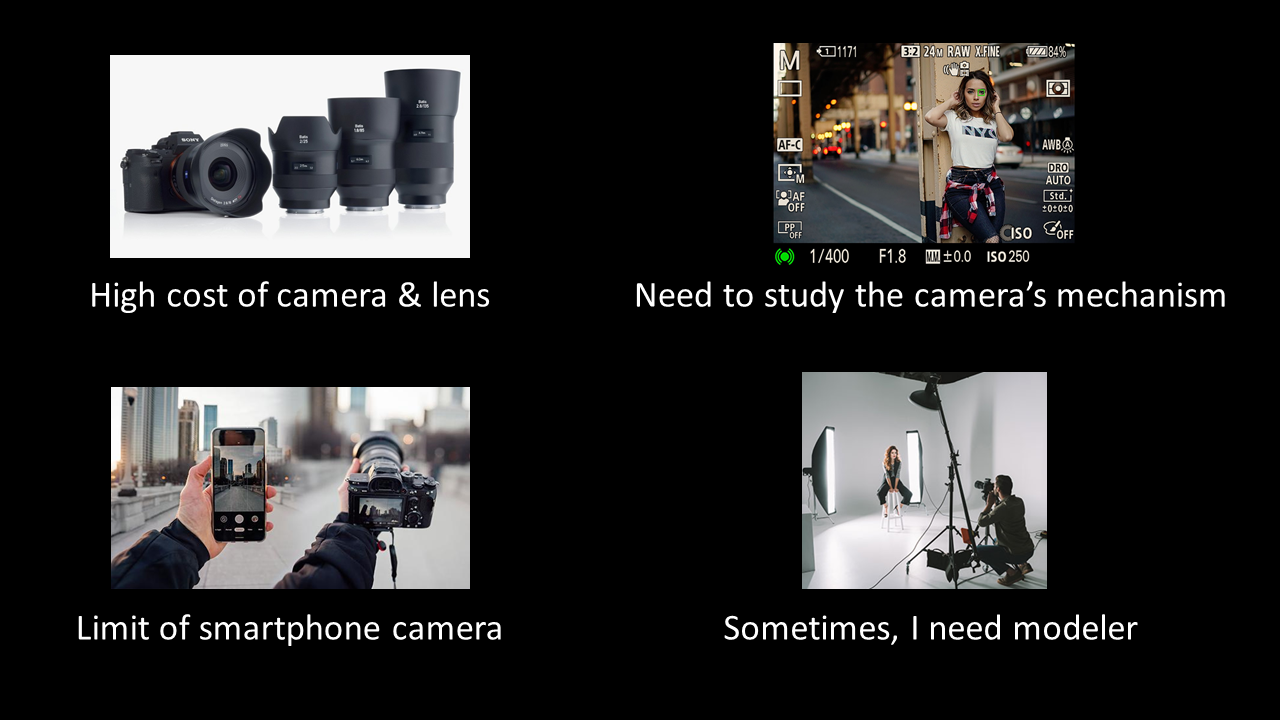 SONY
High cost of camera & lens
M
1171
3:2 24M RAW X.FINE
84%
AF-C
M
AF
OFF
PP
OFF
NYC
AWB
DRO
AUTO
Std.
±0±0±0
OFF
ISO
1/400 F1.8 MM ±0.0 ISO 250
Need to study the camera’s mechanism
Limit of smartphone camera
Sometimes, I need modeler